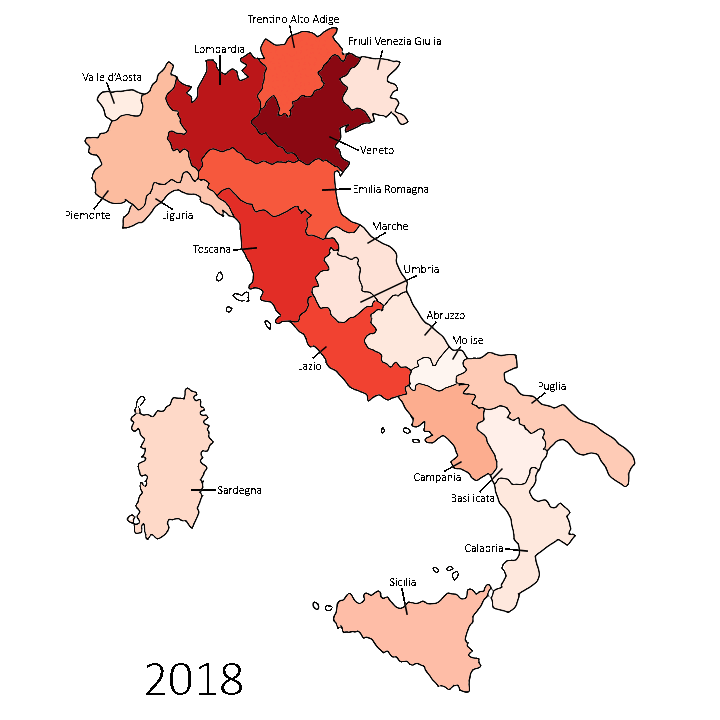 Trentino Alto Adige
Friuli Venezia Giulia
Lombardia
Valle d'Aosta
Veneto
Emilia Romagna
Piemonte
Liguria
Marche
Toscana
Umbria
Abruzzo
Molise
Lazio
Puglia
Campania
Sardegna
Basilicata
Calabria
Sicilia
2018